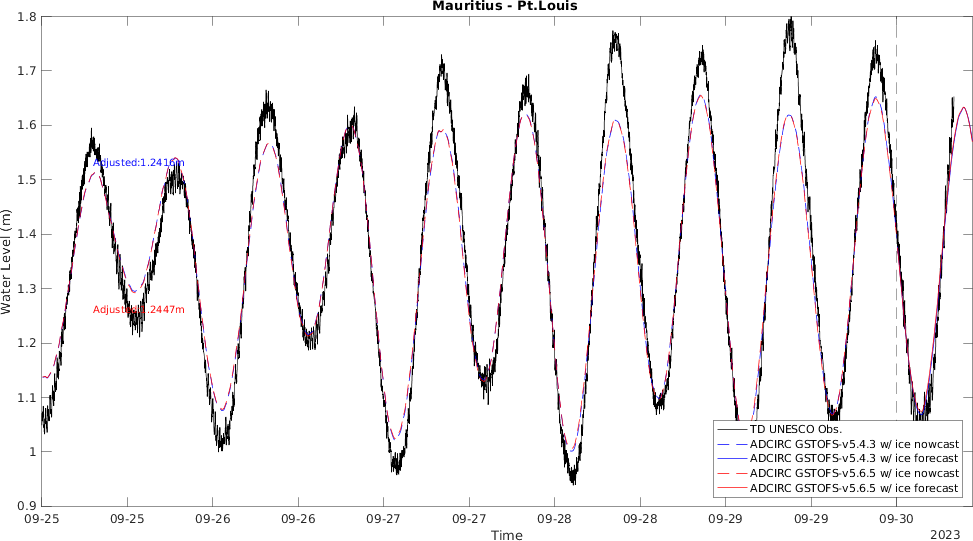 Mauritius - Pt.Louis
Water Level (m)
1.8
1.7
1.6
1.5
1.4
1.3
1.2
1.1
1
0.9
Adjusted:1.2416m
Adjusted:1.2447m
TD UNESCO Obs.
ADCIRC GSTOFS-v5.4.3 w/ ice nowcast
ADCIRC GSTOFS-v5.4.3 w/ ice forecast
ADCIRC GSTOFS-v5.6.5 w/ ice nowcast
ADCIRC GSTOFS-v5.6.5 w/ ice forecast
09-25 09-25 09-26 09-26 09-27 09-27 09-28 09-28 09-29 09-29 09-30
Time
2023